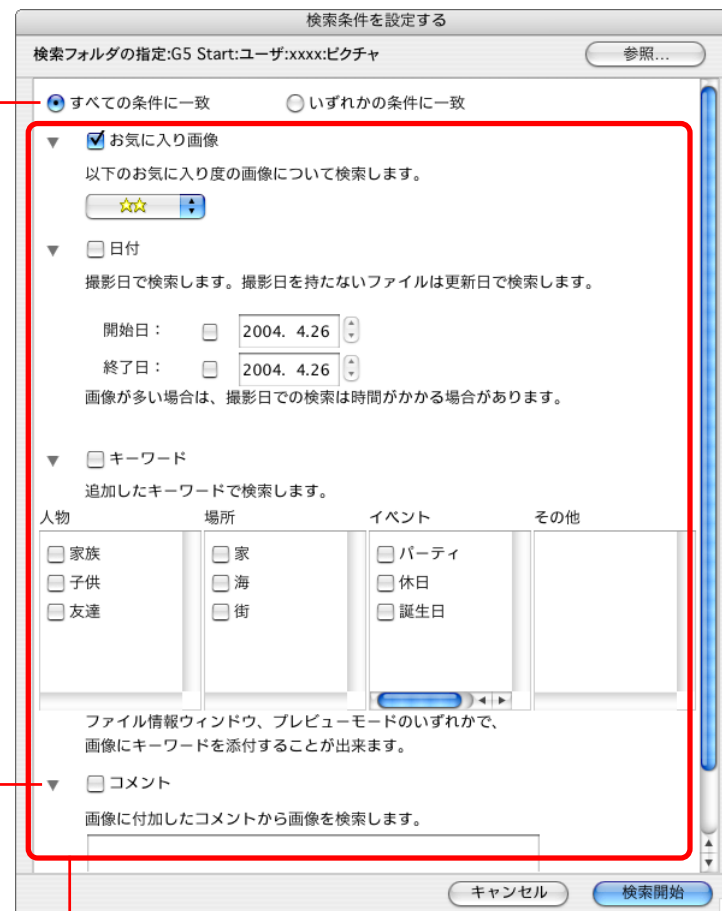 検索条件を設定する
検索フォルダの指定:G5 Start:ユーザ:xxxx:ピクチャ 参照...
すべての条件に一致 いずれかの条件に一致
お気に入り画像
以下のお気に入り度の画像について検索します。
日付
撮影日で検索します。撮影日を持たないファイルは更新日で検索します。
開始日： 2004. 4.26
終了日： 2004. 4.26
画像が多い場合は、撮影日での検索は時間がかかる場合があります。
キーワード
追加したキーワードで検索します。
人物 場所 イベント その他
家族 家 パーティ
子供 海 休日
友達 街 誕生日
ファイル情報ウィンドウ、プレビューモードのいずれかで、
画像にキーワードを添付することが出来ます。
コメント
画像に付加したコメントから画像を検索します。
キャンセル 検索開始